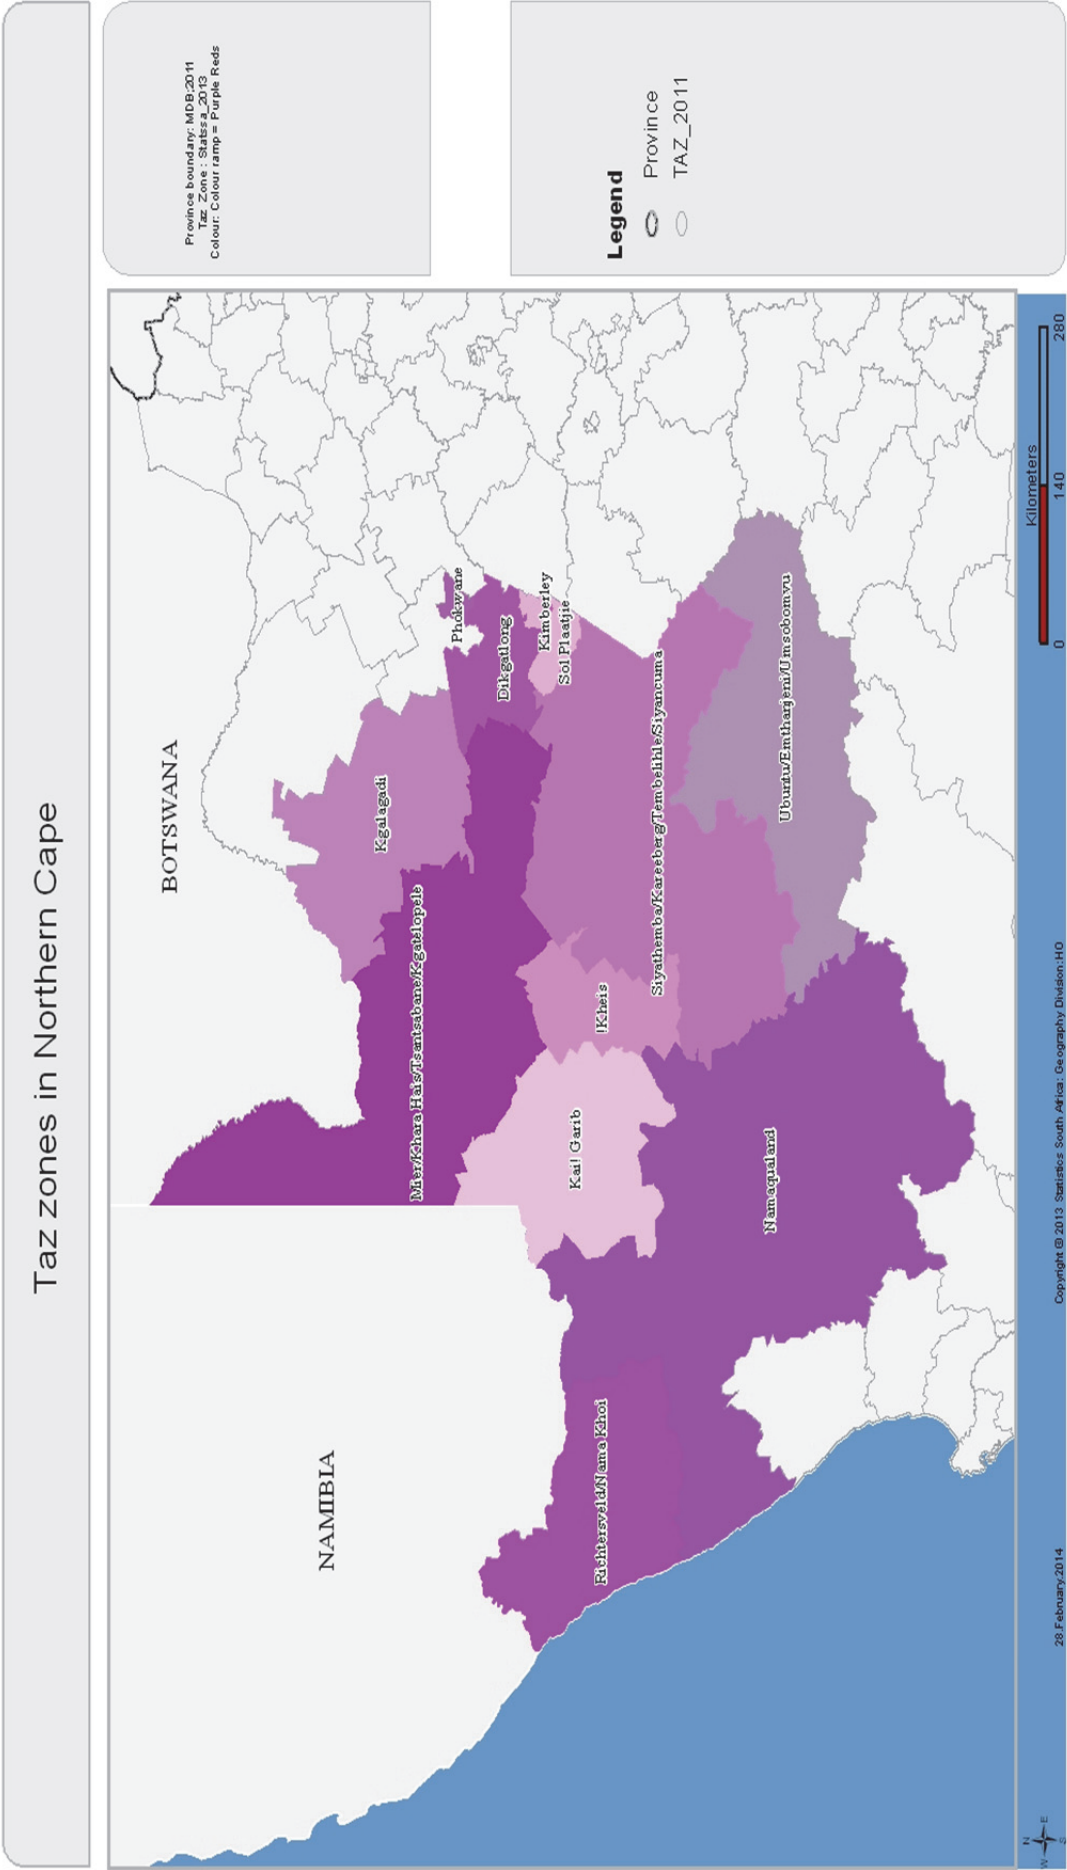 Taz zones in Northern Cape
Province boundary: MDB:2011
Taz Zone : Statssa_2013
Colour: Colour ramp = Purple Reds
Legend
Province
TAZ_2011
BOTSWANA
NAMIBIA
Kgalagadi
Mier/Khara Hais/Tsantsabane/Kgatelopele
Phokwane
Dikgatlong
Kimberley
Sol Plaatjie
!Kheis
Kai! Garib
Siyathemba/Kareeberg/Tembelihle/Siyancuma
Richtersveld/Nama Khoi
Namaqualand
Ubuntu/Emthanjeni/Umsobomvu
Kilometers
0 140 280
N
W E
S
28.February.2014
Copyright @ 2013 Statistics South Africa: Geography Division:HO